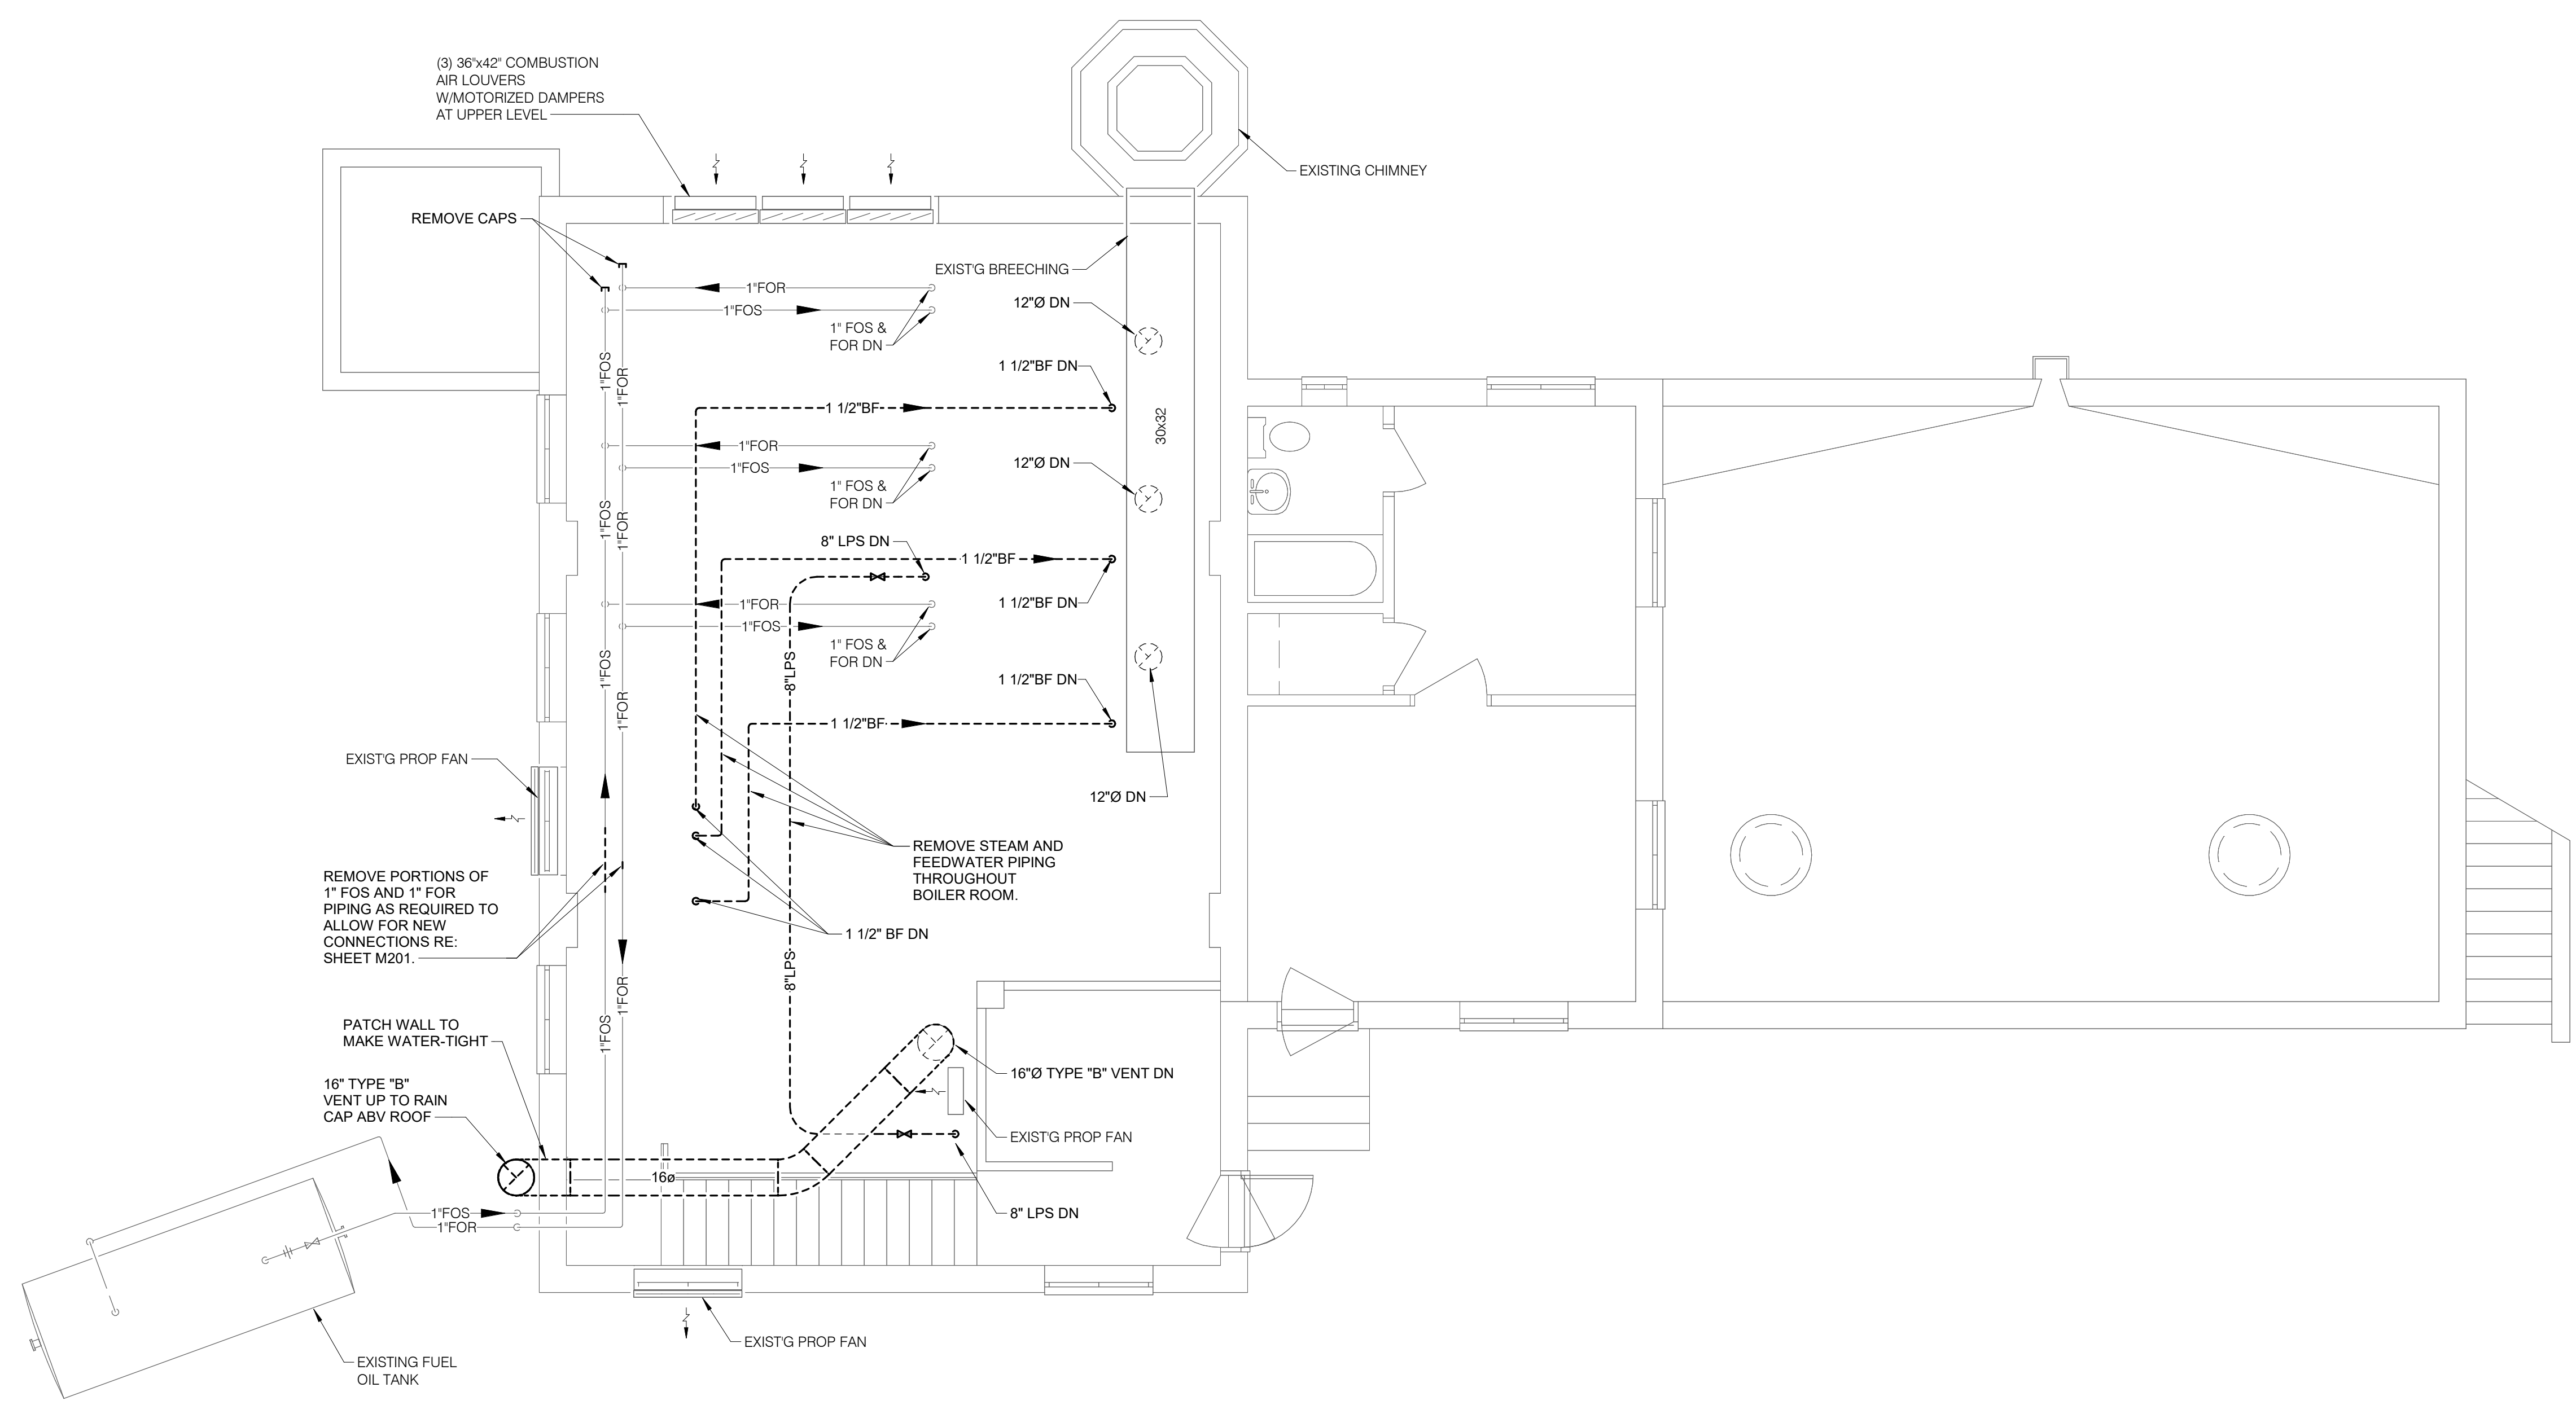 (3) 36"x42" COMBUSTION
AIR LOUVERS
W/MOTORIZED DAMPERS
AT UPPER LEVEL
EXISTING CHIMNEY
REMOVE CAPS
EXIST'G BREECHING
1"FOR
12"Ø DN
1"FOS
1" FOS &
FOR DN
1"FOS
1"FOR
1 1/2"BF DN
1 1/2"BF
30x32
1"FOR
12"Ø DN
1"FOS
1" FOS &
FOR DN
1"FOS
1"FOR
8" LPS DN
1 1/2"BF
1"FOR
1 1/2"BF DN
1"FOS
1" FOS &
FOR DN
1"FOS
8"LPS
1"FOR
1 1/2"BF DN
1 1/2"BF
EXIST'G PROP FAN
12"Ø DN
REMOVE STEAM AND
FEEDWATER PIPING
THROUGHOUT
BOILER ROOM.
REMOVE PORTIONS OF
1" FOS AND 1" FOR
PIPING AS REQUIRED TO
ALLOW FOR NEW
CONNECTIONS RE:
SHEET M201.
1 1/2" BF DN
8"LPS
1"FOR
1"FOS
PATCH WALL TO
MAKE WATER-TIGHT
16"Ø TYPE "B" VENT DN
16" TYPE "B"
VENT UP TO RAIN
CAP ABV ROOF
EXIST'G PROP FAN
16ø
8" LPS DN
1"FOS
1"FOR
EXIST'G PROP FAN
EXISTING FUEL
OIL TANK